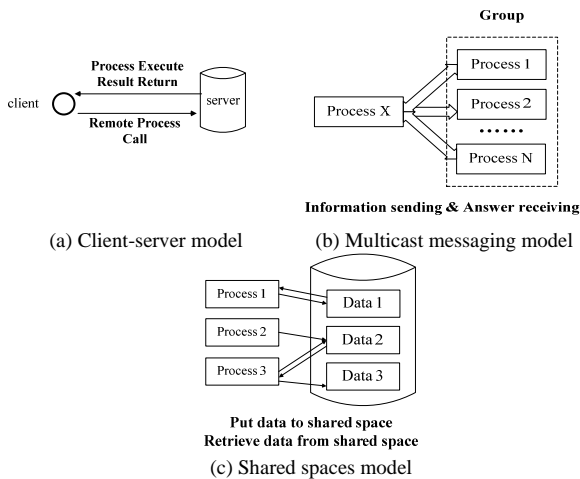 Process Execute
Result Return
client
server
Remote Process
Call
(a) Client-server model
Group
Process 1
Process X
Process 2
......
Process N
Information sending & Answer receiving
(b) Multicast messaging model
Process 1
Data 1
Process 2
Data 2
Process 3
Data 3
Put data to shared space
Retrieve data from shared space
(c) Shared spaces model